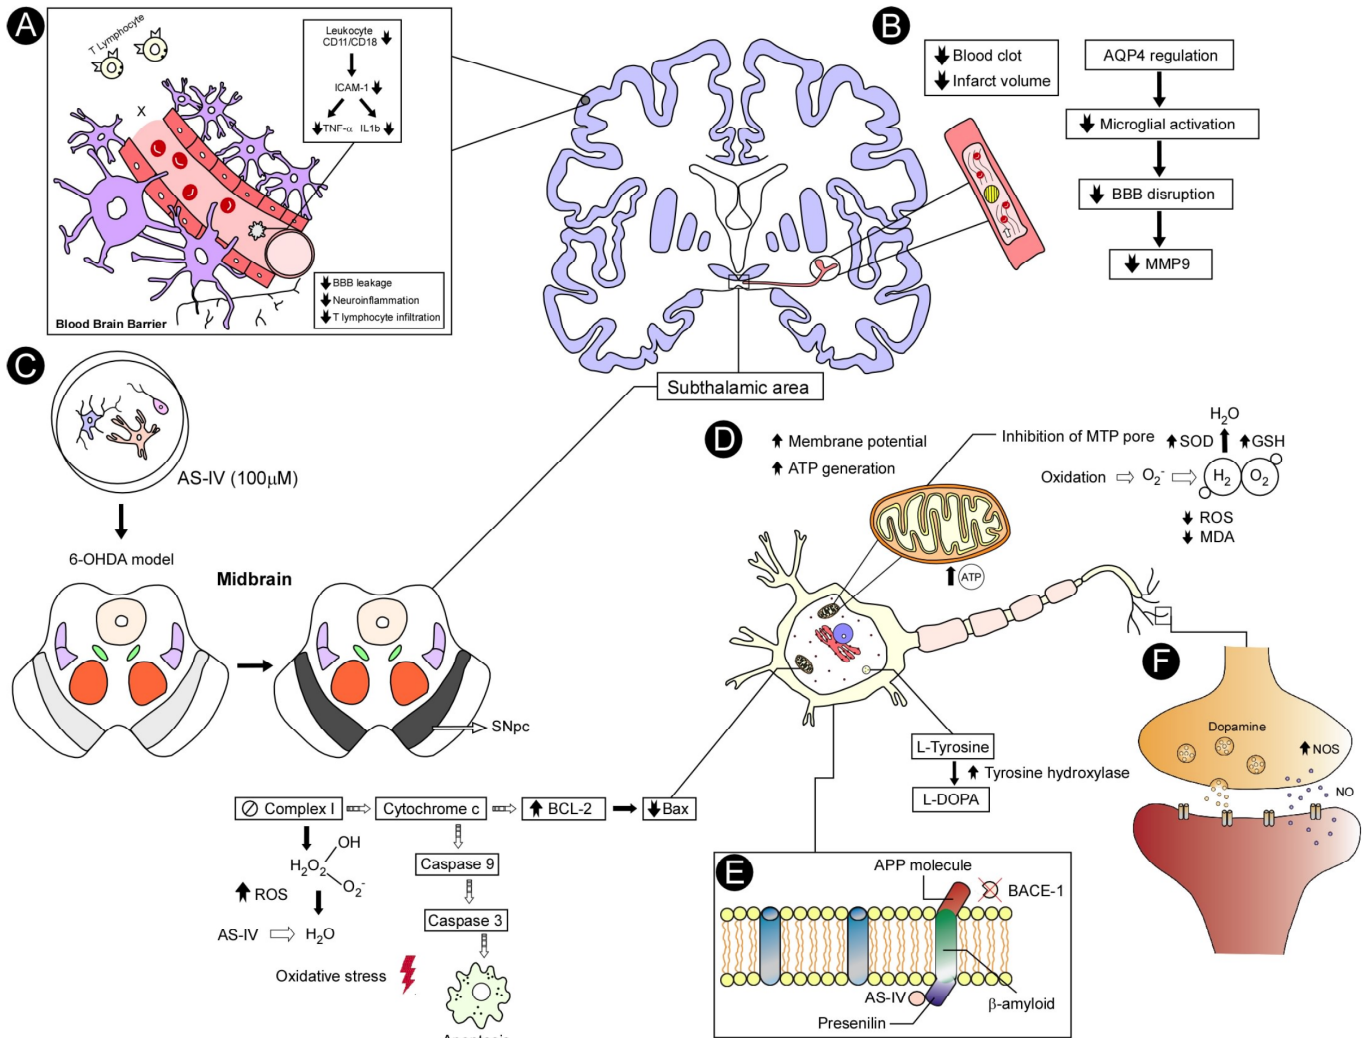 A
T Lymphocyte
X
Leukocyte
CD11/CD18
ICAM-1
TNF-α IL1b
BBB leakage
Neuroinflammation
T lymphocyte infiltration
Blood Brain Barrier
B
Blood clot
Infarct volume
AQP4 regulation
Microglial activation
BBB disruption
MMP9
Subthalamic area
C
AS-IV (100μM)
6-OHDA model
Midbrain
SNpc
Complex I
Cytochrome c
BCL-2
Bax
H2O2
OH
O2-
ROS
AS-IV
H2O
Oxidative stress
Caspase 9
Caspase 3
D
Membrane potential
ATP generation
Inhibition of MTP pore
H2O
SOD
GSH
Oxidation
O2-
H2
O2
ROS
MDA
ATP
L-Tyrosine
Tyrosine hydroxylase
L-DOPA
E
APP molecule
BACE-1
AS-IV
β-amyloid
Presenilin
F
Dopamine
NOS
NO